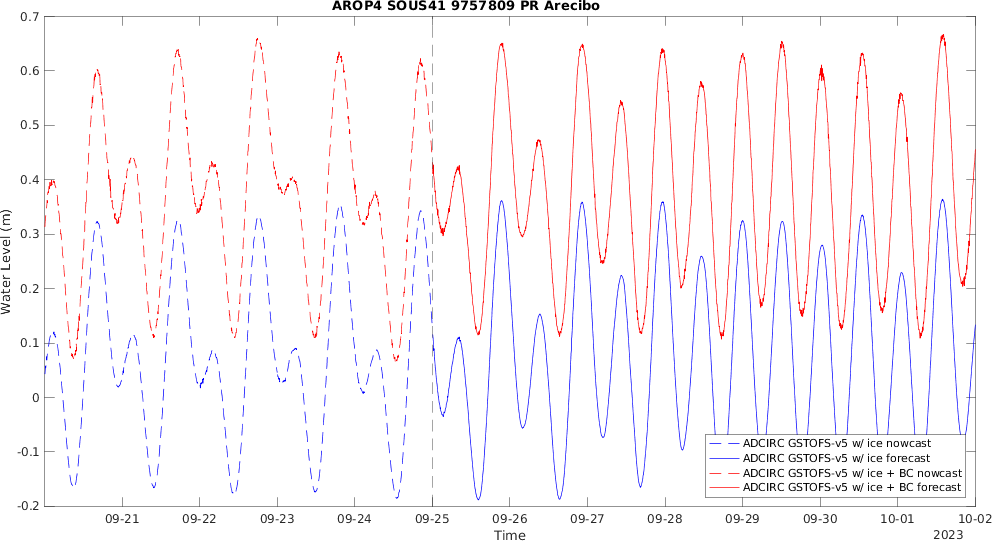 AROP4 SOUS41 9757809 PR Arecibo
0.7
0.6
0.5
0.4
0.3
0.2
0.1
0
-0.1
-0.2
Water Level (m)
09-21 09-22 09-23 09-24 09-25 09-26 09-27 09-28 09-29 09-30 10-01 10-02
Time
2023
ADCIRC GSTOFS-v5 w/ ice nowcast
ADCIRC GSTOFS-v5 w/ ice forecast
ADCIRC GSTOFS-v5 w/ ice + BC nowcast
ADCIRC GSTOFS-v5 w/ ice + BC forecast